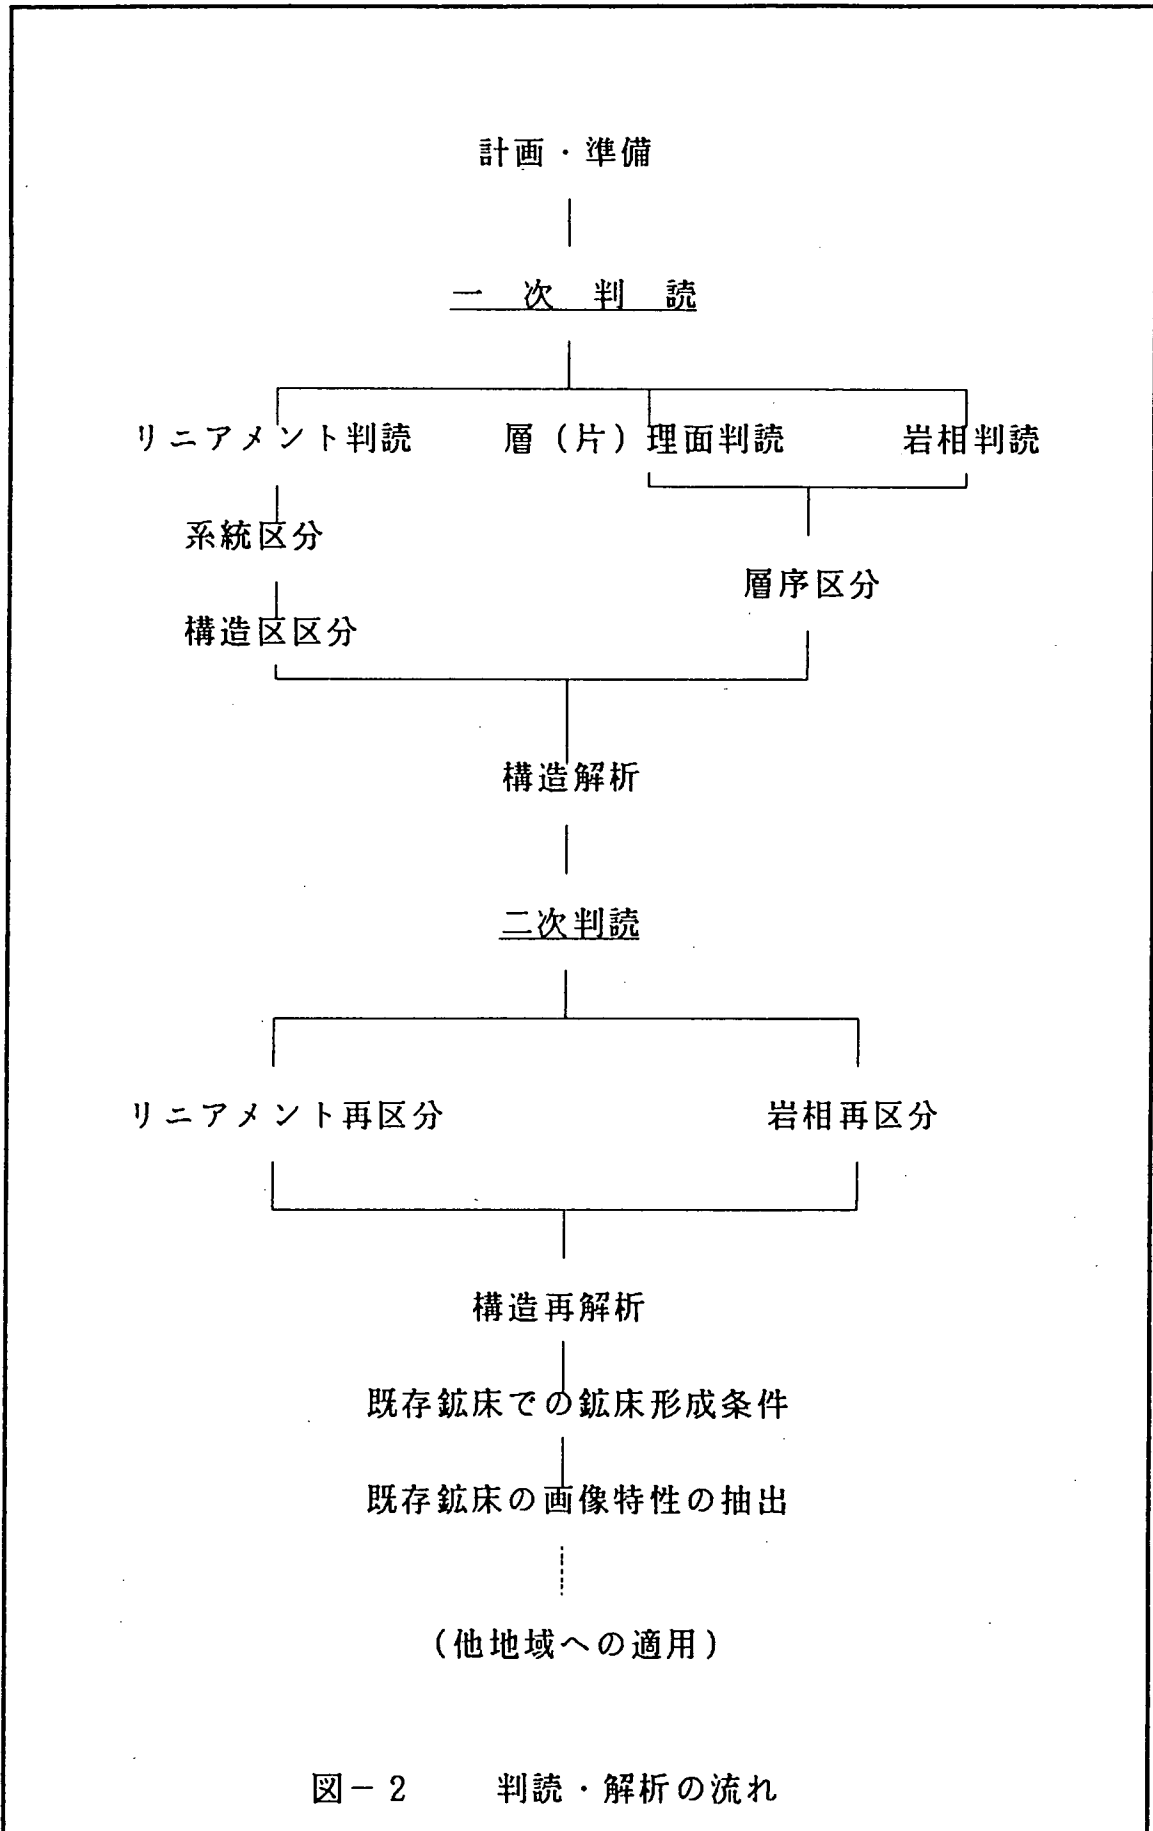 計画・準備
一次判読
リニアメント判読 層（片）理面判読 岩相判読
系統区分
層序区分
構造区区分
構造解析
二次判読
リニアメント再区分 岩相再区分
構造再解析
既存鉱床での鉱床形成条件
既存鉱床の画像特性の抽出
（他地域への適用）
図－2 判読・解析の流れ